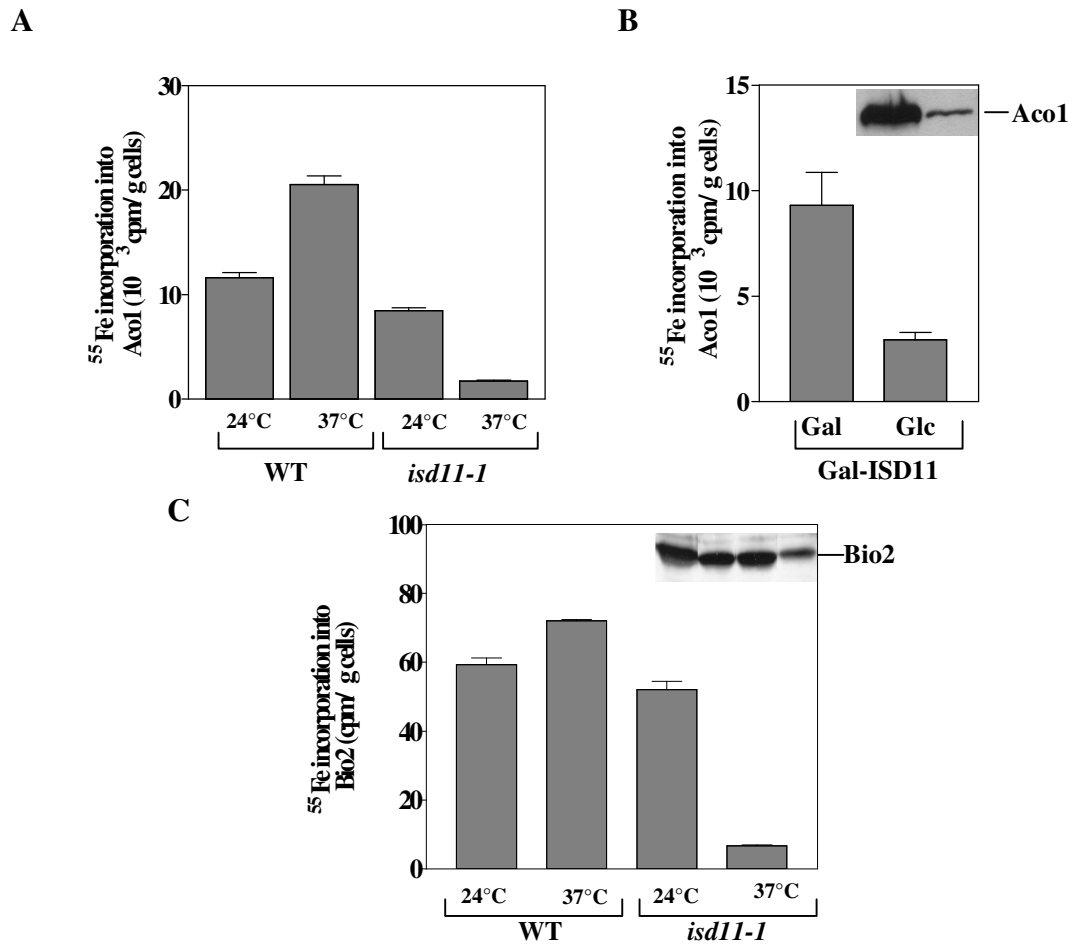 A
30
20
10
0
55Fe incorporation into
Aco1 (10 3 cpm/ g cells)
24°C 37°C 24°C 37°C
WT isd11-1
B
15
10
5
0
55Fe incorporation into
Aco1 (10 3 cpm/ g cells)
Aco1
Gal Glc
Gal-ISD11
C
100
80
60
40
20
0
55Fe incorporation into
Bio2 (cpm/ g cells)
Bio2
24°C 37°C 24°C 37°C
WT isd11-1